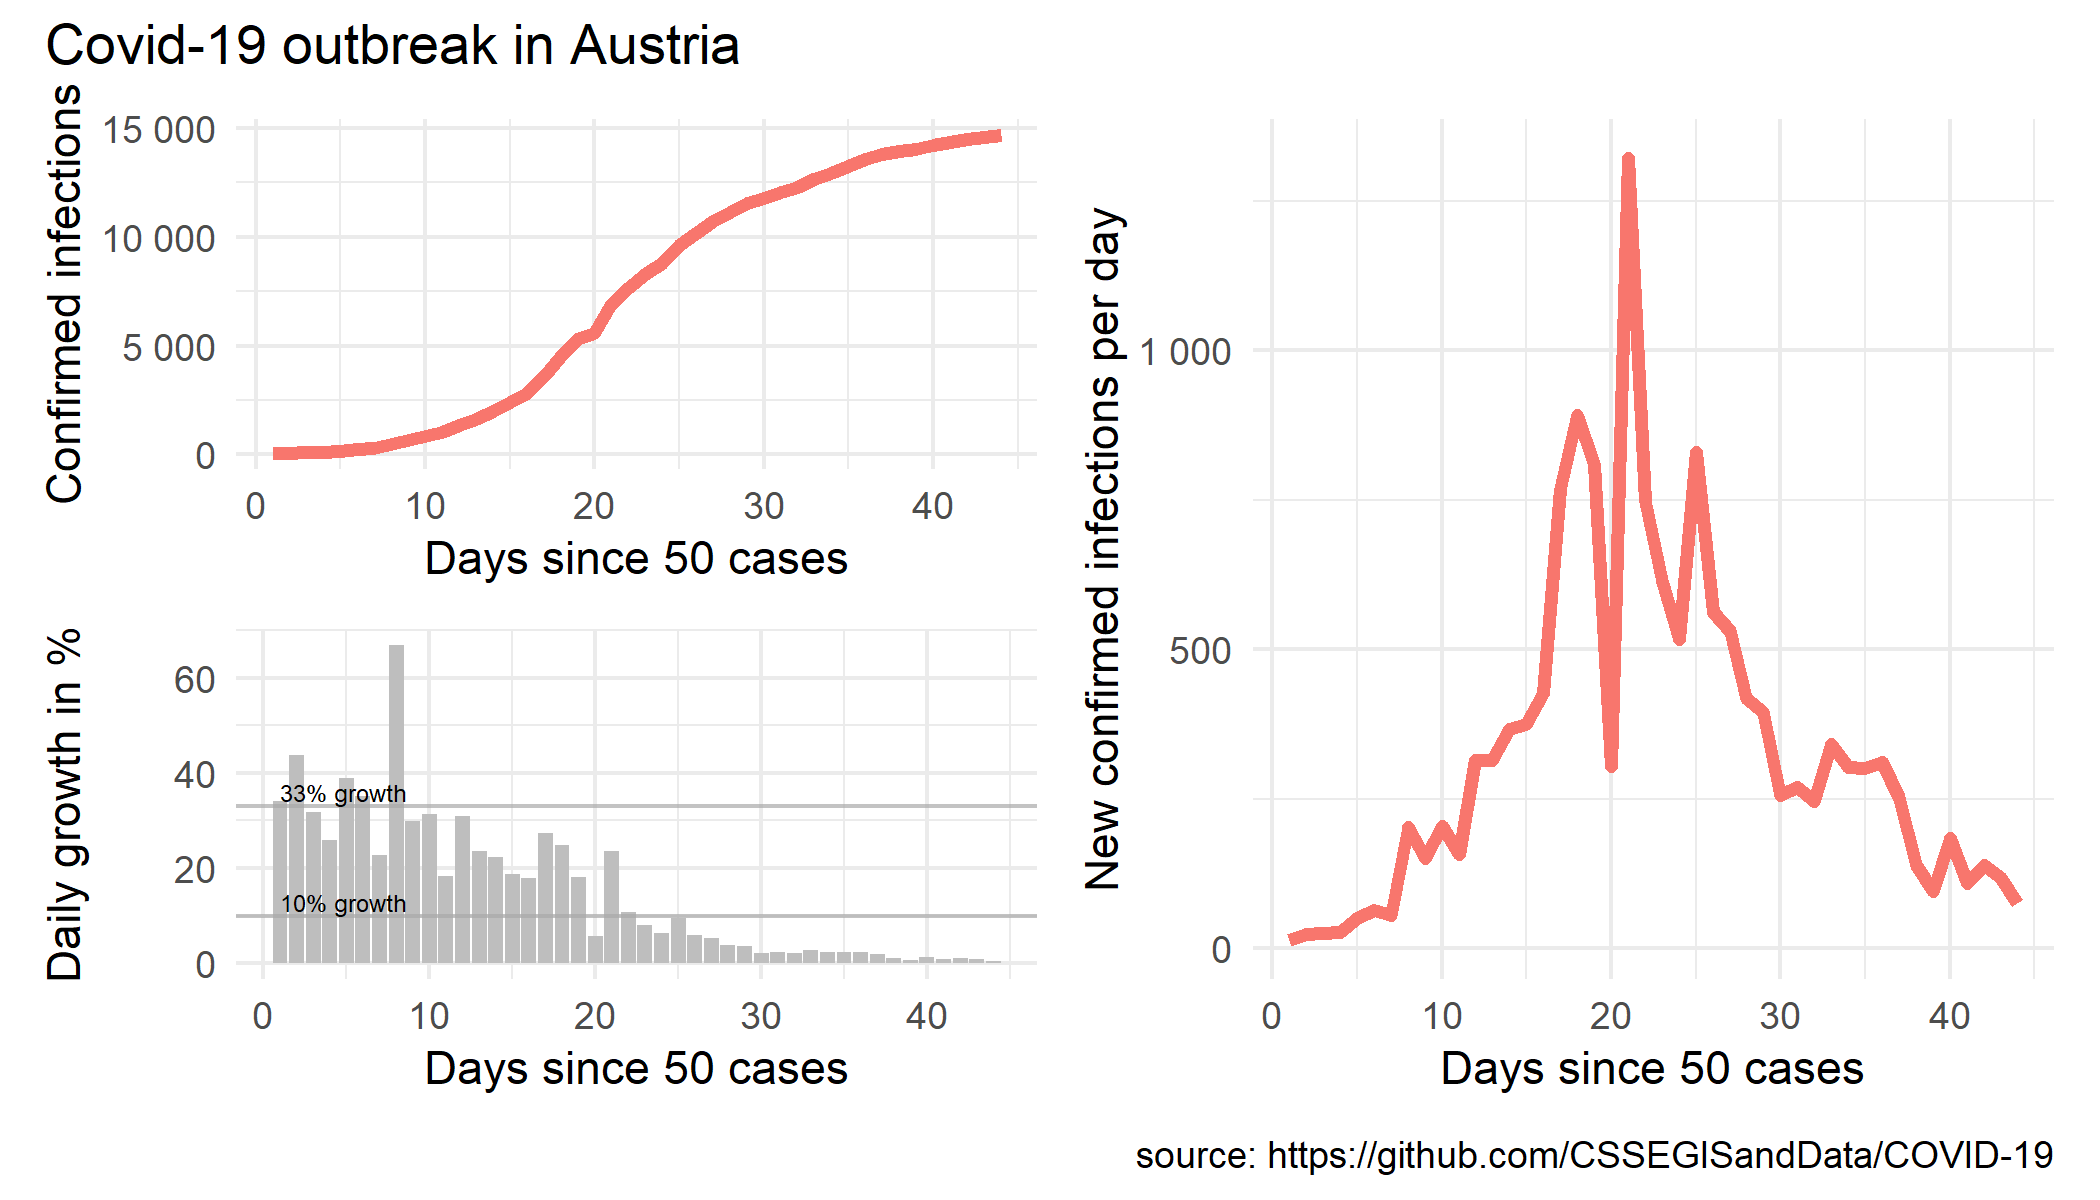 Covid-19 outbreak in Austria
Confirmed infections
15 000
10 000
5 000
0
0 10 20 30 40
Days since 50 cases
Daily growth in %
60
40
20
0
33% growth
10% growth
0 10 20 30 40
Days since 50 cases
New confirmed infections per day
1 000
500
0
0 10 20 30 40
Days since 50 cases
source: https://github.com/CSSEGISandData/COVID-19